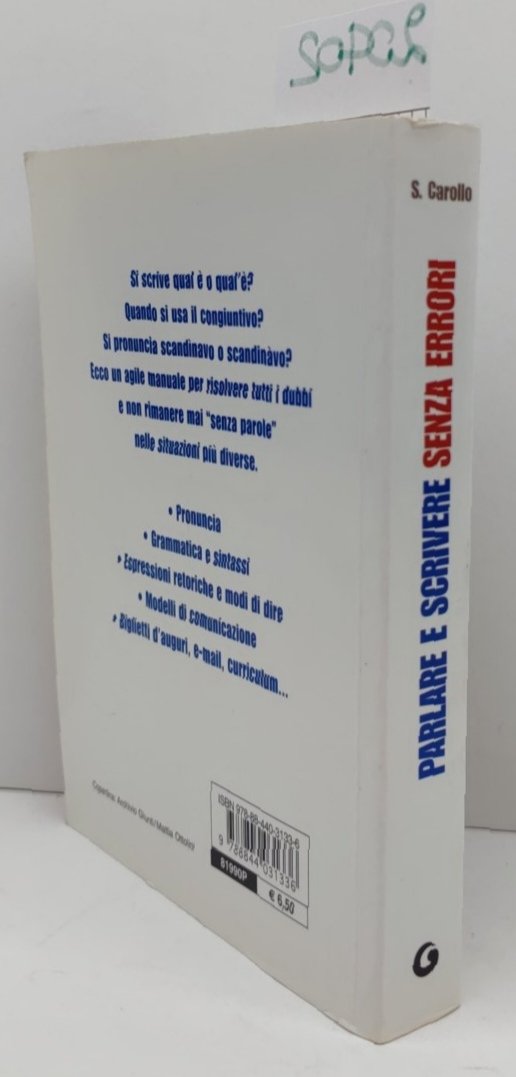 S. Carollo
PARLARE E SCRIVERE SENZA ERRORI
Si scrive qual è o qual'è?
Quando si usa il congiuntivo?
Si pronuncia scandinavo o scandinàvo?
Ecco un agile manuale per risolvere tutti i dubbi
e non rimanere mai "senza parole"
nelle situazioni più diverse.
• Pronuncia
• Grammatica e sintassi
• Espressioni retoriche e modi di dire
• Modelli di comunicazione
• Biglietti d'auguri, e-mail, curriculum...
Copertina: Archivio Giunti/Mattia Ottolini
ISBN 978-88-440-3133-6
9 788844 031336
81990P
€ 6,50